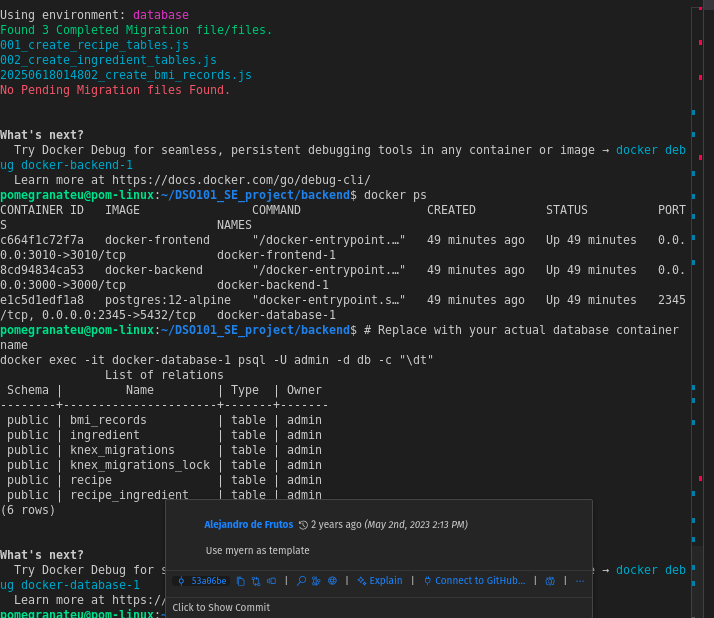 Using environment: database
Found 3 Completed Migration file/files.
001_create_recipe_tables.js
002_create_ingredient_tables.js
20250618014802_create_bmi_records.js
No Pending Migration files Found.
What's next?
Try Docker Debug for seamless, persistent debugging tools in any container or image → docker deb
ug docker-backend-1
Learn more at https://docs.docker.com/go/debug-cli/
pomegranateu@pom-linux:~/DSO101_SE_project/backend$ docker ps
CONTAINER ID   IMAGE                COMMAND                  CREATED          STATUS          PORT
S                              NAMES
c664f1c72f7a   docker-frontend      "/docker-entrypoint.…"   49 minutes ago   Up 49 minutes   0.0.
0.0:3010->3010/tcp             docker-frontend-1
8cd94834ca53   docker-backend       "/docker-entrypoint.…"   49 minutes ago   Up 49 minutes   0.0.
0.0:3000->3000/tcp             docker-backend-1
e1c5d1edf1a8   postgres:12-alpine   "docker-entrypoint.s…"   49 minutes ago   Up 49 minutes   2345
/tcp, 0.0.0.0:2345->5432/tcp   docker-database-1
pomegranateu@pom-linux:~/DSO101_SE_project/backend$ # Replace with your actual database container
name
docker exec -it docker-database-1 psql -U admin -d db -c "\dt"
List of relations
Schema |         Name         | Type  | Owner
--------+----------------------+-------+-------
public | bmi_records          | table | admin
public | ingredient           | table | admin
public | knex_migrations      | table | admin
public | knex_migrations_lock | table | admin
public | recipe               | table | admin
public | recipe_ingredient    | table | admin
(6 rows)
Alejandro de Frutos 2 years ago (May 2nd, 2023 2:13 PM)
Use myern as template
What's next?
Try Docker Debug for s e → docker deb
ug docker-database-1
53a06be | | Explain | Connect to GitHub... | | ...
Learn more at https:/
Click to Show Commit
pomegranateu@pom-linux:~